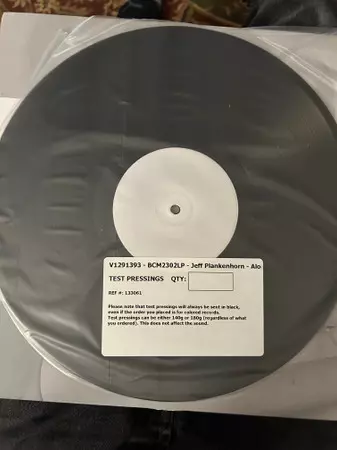 V1291393 - BCM2302LP - Jeff Plankenhorn - Alo
TEST PRESSINGS QTY:
REF #: 133061
Please note that test pressings will always be sent in black,
even if the order you placed is for colored records.
Test pressings can be either 140g or 180g (regardless of what
you ordered). This does not affect the sound.